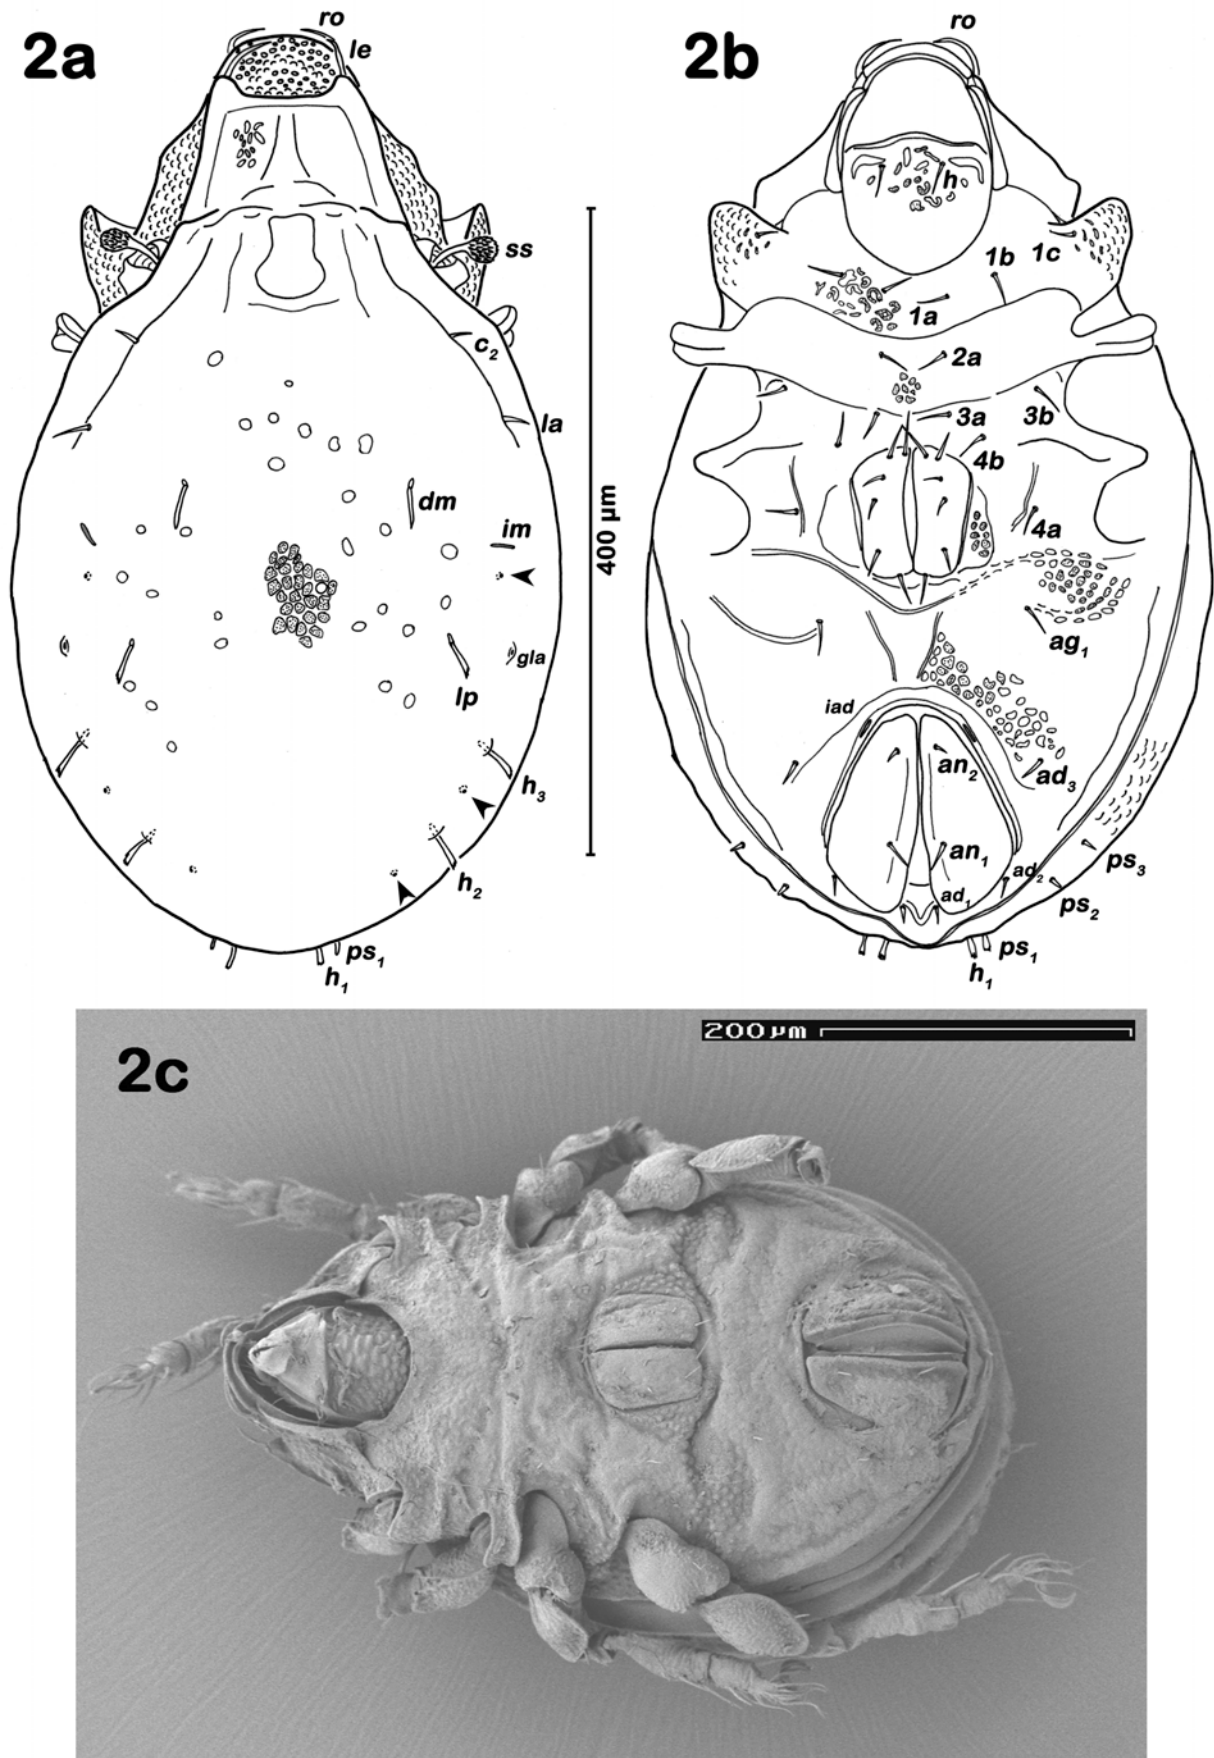 2a
ro
le
ss
c2
la
dm
im
gla
lp
h3
h2
ps1
h1
400 µm
2b
ro
h
1b
1c
1a
2a
3a
3b
4b
4a
ag1
iad
an2
ad3
an1
ad2
ps3
ad1
ps2
ps1
h1
2c
200 µm